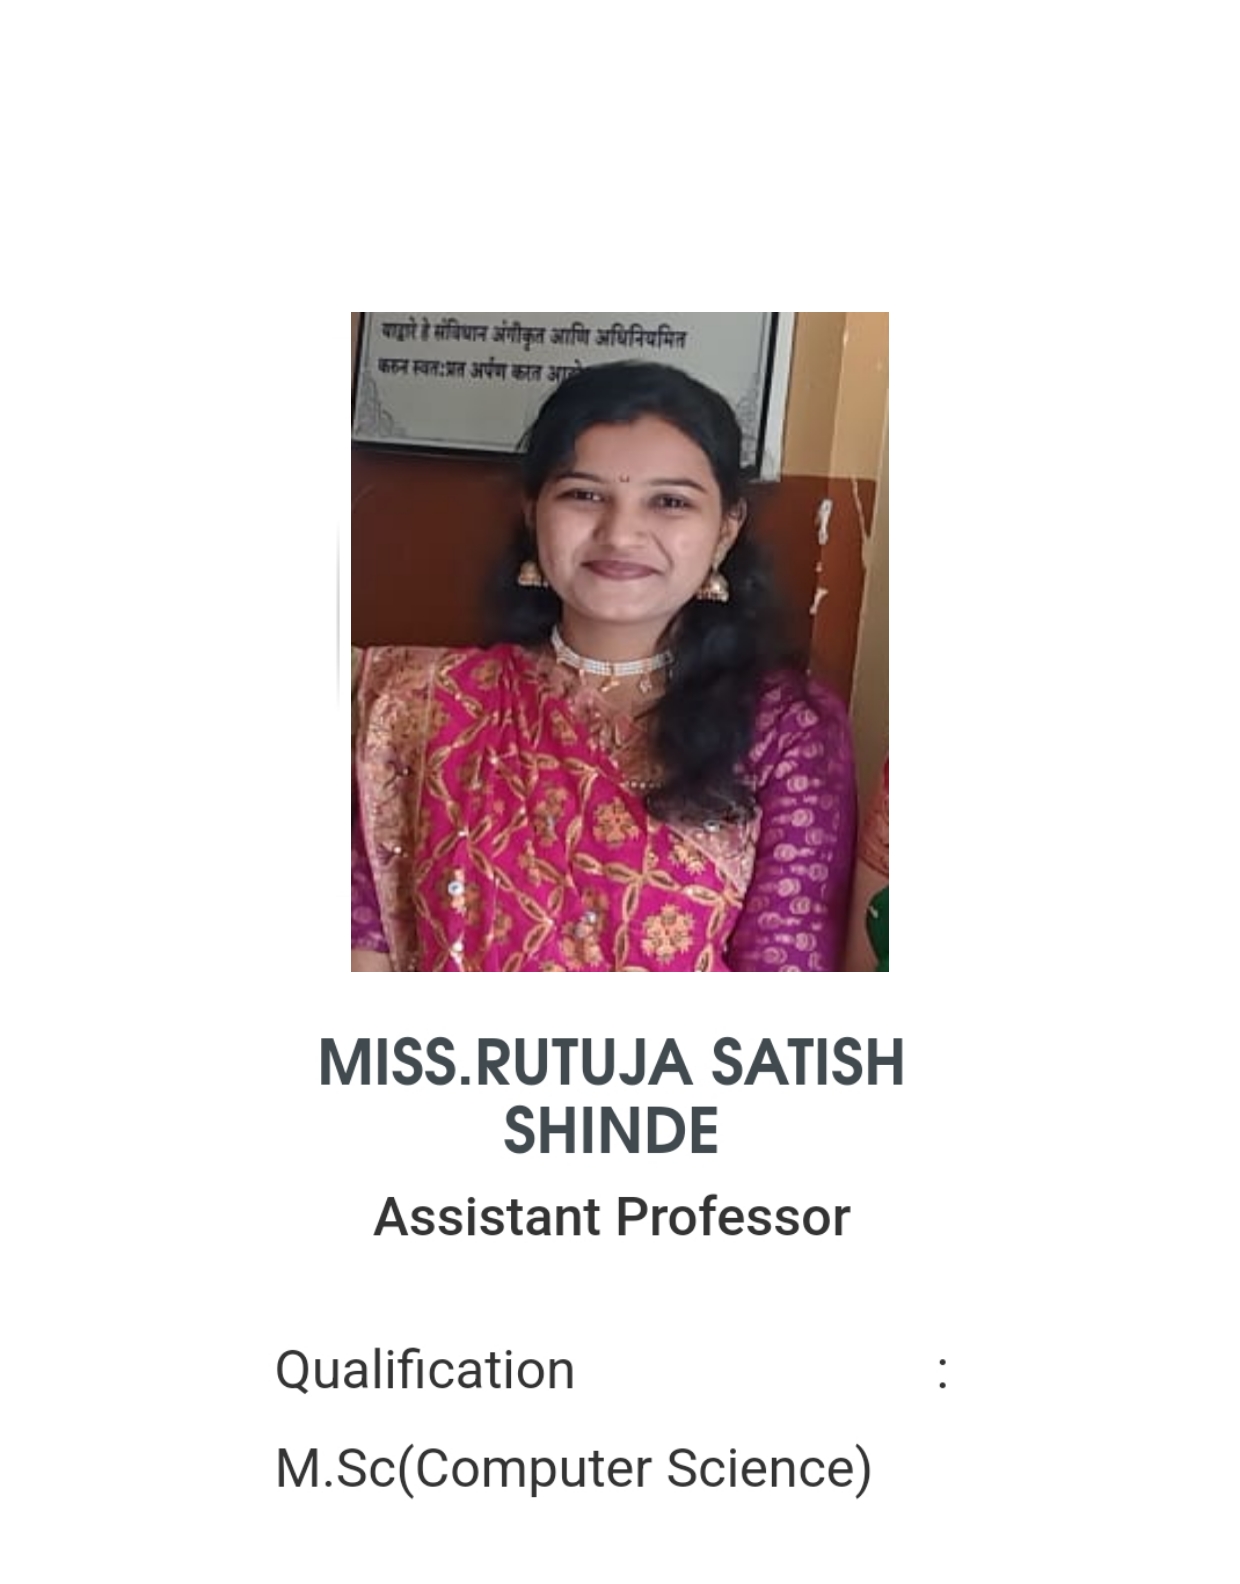 याद्वारे हे संविधान अंगीकृत आणि अधिनियमित
करुन स्वत:प्रत अर्पण करत
MISS.RUTUJA SATISH
SHINDE
Assistant Professor
Qualification :
M.Sc(Computer Science)